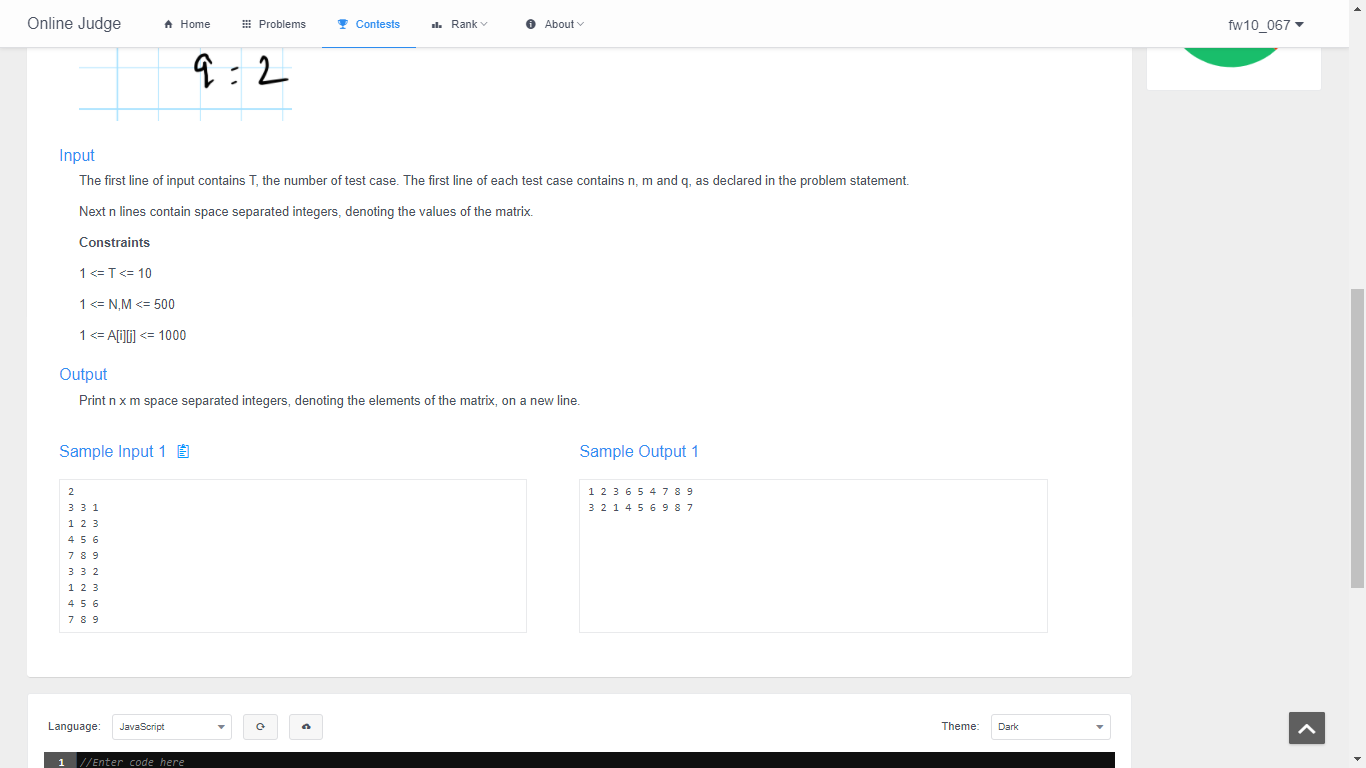 Online Judge
Home
Problems
Contests
Rank
About
fw10_067
q : 2
Input
The first line of input contains T, the number of test case. The first line of each test case contains n, m and q, as declared in the problem statement.
Next n lines contain space separated integers, denoting the values of the matrix.
Constraints
1 <= T <= 10
1 <= N,M <= 500
1 <= A[i][j] <= 1000
Output
Print n x m space separated integers, denoting the elements of the matrix, on a new line.
Sample Input 1
2
3 3 1
1 2 3
4 5 6
7 8 9
3 3 2
1 2 3
4 5 6
7 8 9
Sample Output 1
1 2 3 6 5 4 7 8 9
3 2 1 4 5 6 9 8 7
Language:
JavaScript
Theme:
Dark
1
//Enter code here